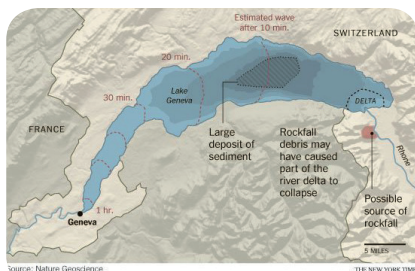 Estimated wave
after 10 min.
SWITZERLAND
20 min.
Lake
Geneva
DELTA
30 min.
FRANCE
Large
deposit of
sediment
Rockfall
debris may
have caused
part of the
river delta to
collapse
Rhone
Possible
source of
rockfall
1 hr.
Geneva
5 MILES
Source: Nature Geoscience
THE NEW YORK TIMES